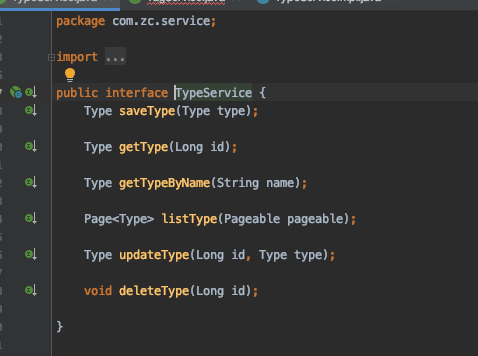 package com.zc.service;
import ...
public interface TypeService {
Type saveType(Type type);
Type getType(Long id);
Type getTypeByName(String name);
Page<Type> listType(Pageable pageable);
Type updateType(Long id, Type type);
void deleteType(Long id);
}